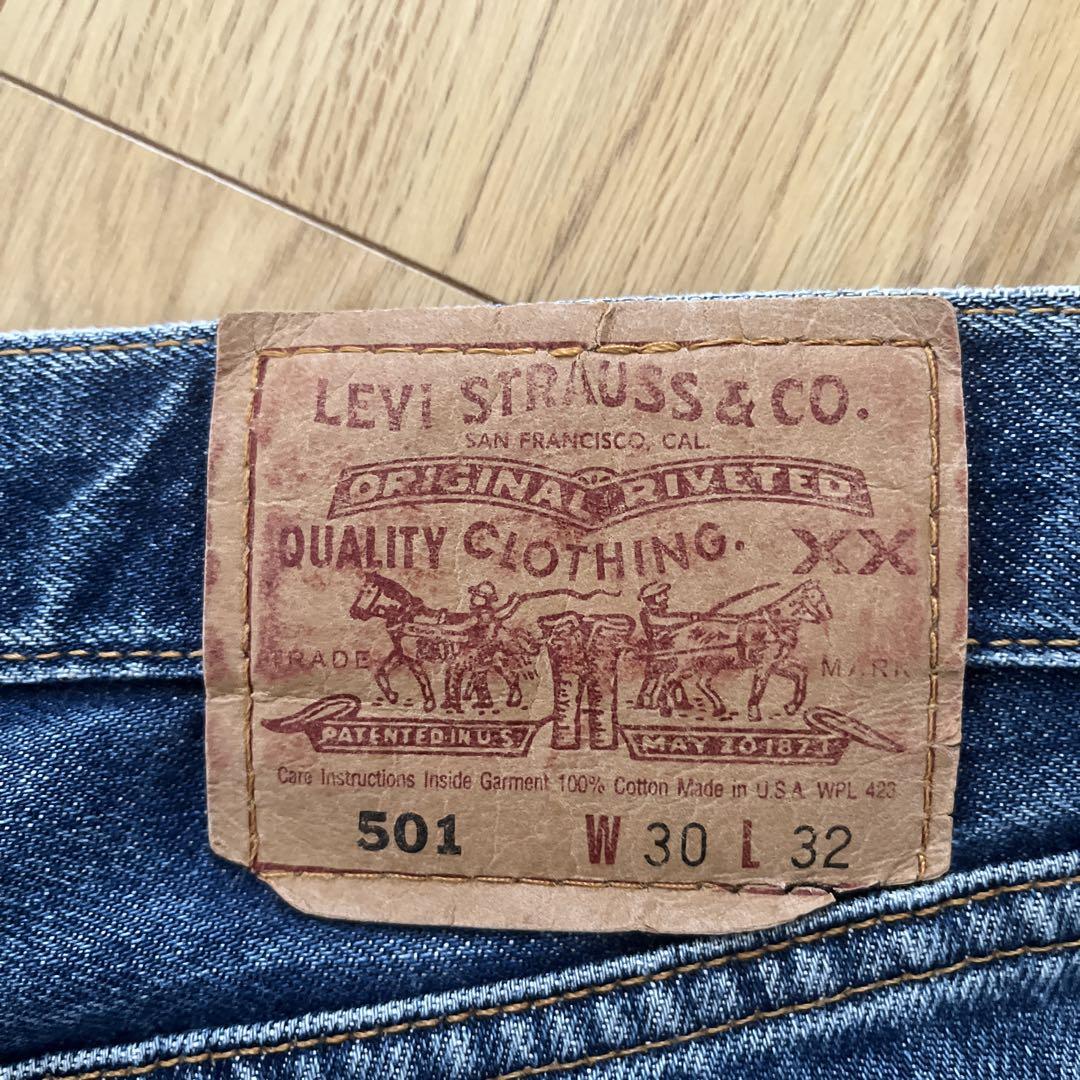 LEVI STRAUSS & CO.
SAN FRANCISCO, CAL.
ORIGINAL RIVETED
QUALITY CLOTHING. XX
TRADE MARK
PATENTED IN U.S. MAY 20 1873
Care Instructions Inside Garment 100% Cotton Made in U.S.A. WPL 423
501 W 30 L 32